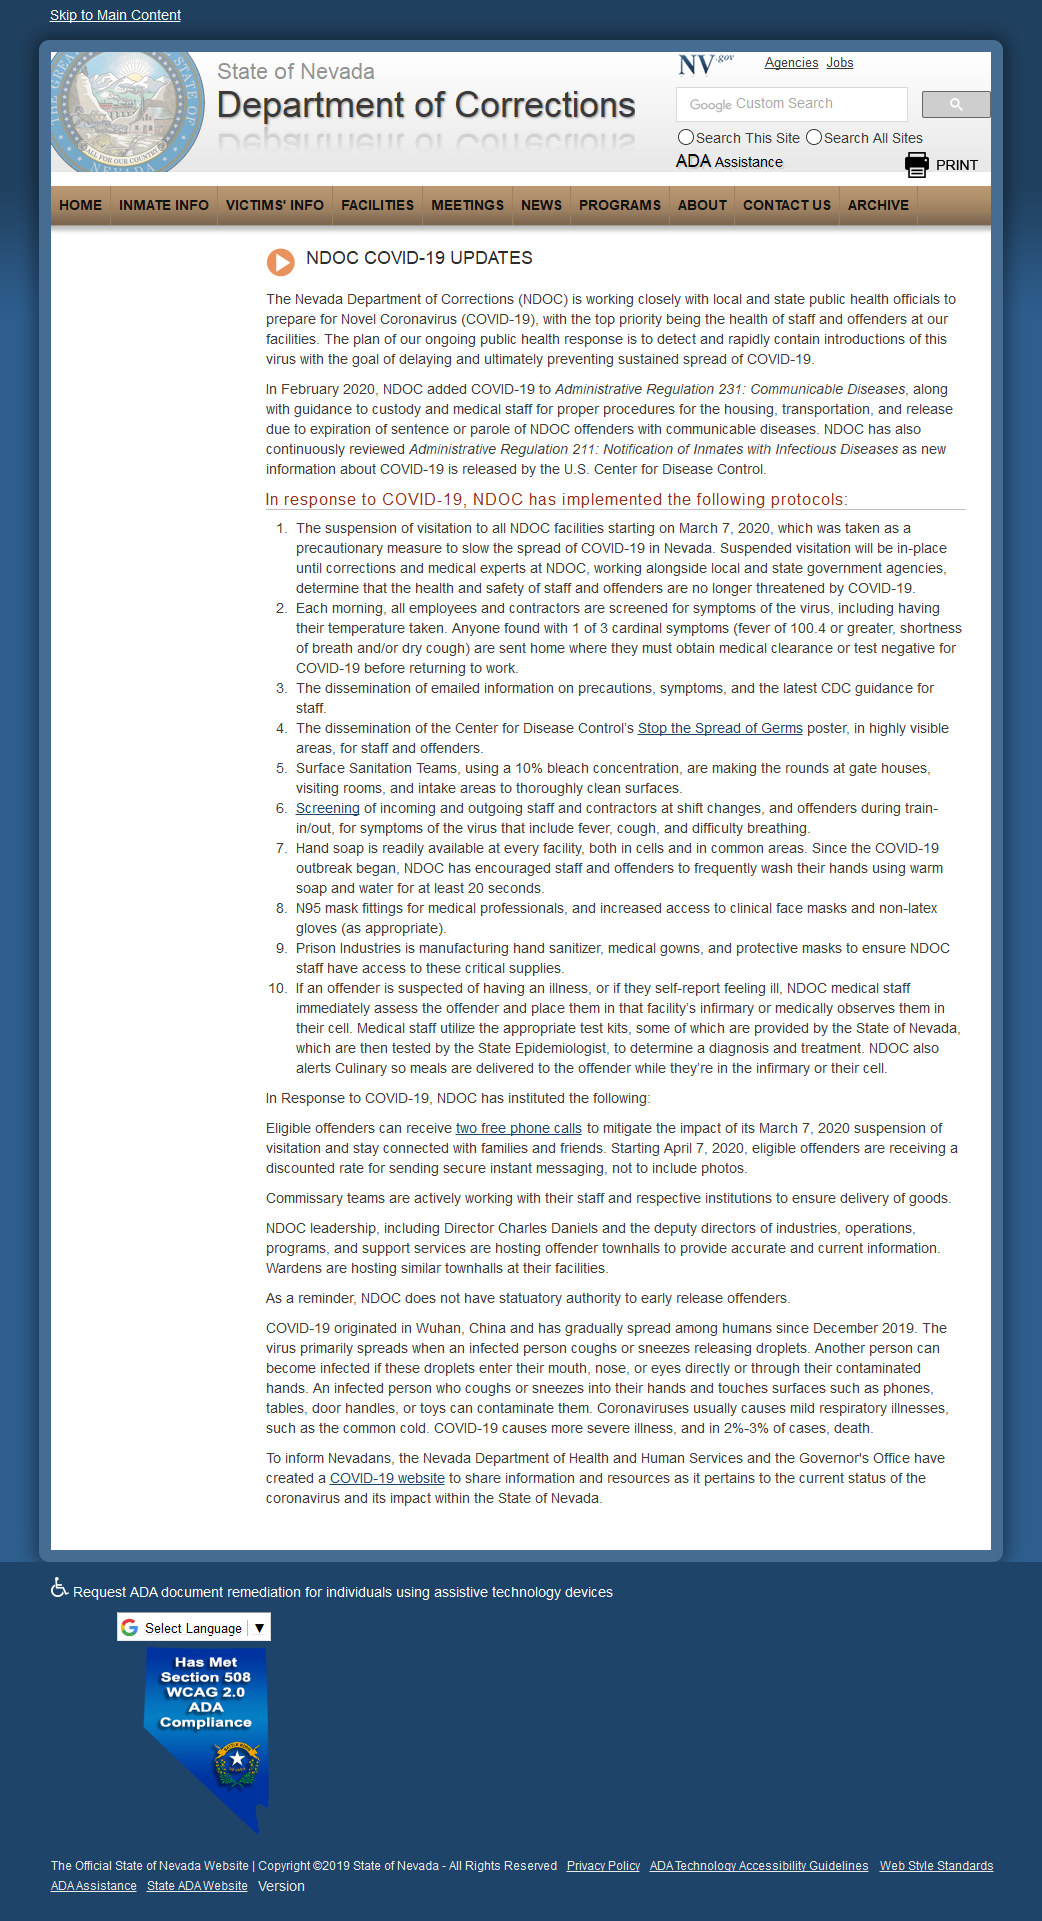 Skip to Main Content
State of Nevada
Department of Corrections
NV.gov
Agencies Jobs
Google Custom Search
Search This Site Search All Sites
ADA Assistance
PRINT
HOME INMATE INFO VICTIMS' INFO FACILITIES MEETINGS NEWS PROGRAMS ABOUT CONTACT US ARCHIVE
NDOC COVID-19 UPDATES
The Nevada Department of Corrections (NDOC) is working closely with local and state public health officials to
prepare for Novel Coronavirus (COVID-19), with the top priority being the health of staff and offenders at our
facilities. The plan of our ongoing public health response is to detect and rapidly contain introductions of this
virus with the goal of delaying and ultimately preventing sustained spread of COVID-19.
In February 2020, NDOC added COVID-19 to Administrative Regulation 231: Communicable Diseases, along
with guidance to custody and medical staff for proper procedures for the housing, transportation, and release
due to expiration of sentence or parole of NDOC offenders with communicable diseases. NDOC has also
continuously reviewed Administrative Regulation 211: Notification of Inmates with Infectious Diseases as new
information about COVID-19 is released by the U.S. Center for Disease Control.
In response to COVID-19, NDOC has implemented the following protocols:
1. The suspension of visitation to all NDOC facilities starting on March 7, 2020, which was taken as a
precautionary measure to slow the spread of COVID-19 in Nevada. Suspended visitation will be in-place
until corrections and medical experts at NDOC, working alongside local and state government agencies,
determine that the health and safety of staff and offenders are no longer threatened by COVID-19.
2. Each morning, all employees and contractors are screened for symptoms of the virus, including having
their temperature taken. Anyone found with 1 of 3 cardinal symptoms (fever of 100.4 or greater, shortness
of breath and/or dry cough) are sent home where they must obtain medical clearance or test negative for
COVID-19 before returning to work.
3. The dissemination of emailed information on precautions, symptoms, and the latest CDC guidance for
staff.
4. The dissemination of the Center for Disease Control’s Stop the Spread of Germs poster, in highly visible
areas, for staff and offenders.
5. Surface Sanitation Teams, using a 10% bleach concentration, are making the rounds at gate houses,
visiting rooms, and intake areas to thoroughly clean surfaces.
6. Screening of incoming and outgoing staff and contractors at shift changes, and offenders during train-
in/out, for symptoms of the virus that include fever, cough, and difficulty breathing.
7. Hand soap is readily available at every facility, both in cells and in common areas. Since the COVID-19
outbreak began, NDOC has encouraged staff and offenders to frequently wash their hands using warm
soap and water for at least 20 seconds.
8. N95 mask fittings for medical professionals, and increased access to clinical face masks and non-latex
gloves (as appropriate).
9. Prison Industries is manufacturing hand sanitizer, medical gowns, and protective masks to ensure NDOC
staff have access to these critical supplies.
10. If an offender is suspected of having an illness, or if they self-report feeling ill, NDOC medical staff
immediately assess the offender and place them in that facility’s infirmary or medically observes them in
their cell. Medical staff utilize the appropriate test kits, some of which are provided by the State of Nevada,
which are then tested by the State Epidemiologist, to determine a diagnosis and treatment. NDOC also
alerts Culinary so meals are delivered to the offender while they’re in the infirmary or their cell.
In Response to COVID-19, NDOC has instituted the following:
Eligible offenders can receive two free phone calls to mitigate the impact of its March 7, 2020 suspension of
visitation and stay connected with families and friends. Starting April 7, 2020, eligible offenders are receiving a
discounted rate for sending secure instant messaging, not to include photos.
Commissary teams are actively working with their staff and respective institutions to ensure delivery of goods.
NDOC leadership, including Director Charles Daniels and the deputy directors of industries, operations,
programs, and support services are hosting offender townhalls to provide accurate and current information.
Wardens are hosting similar townhalls at their facilities.
As a reminder, NDOC does not have statuatory authority to early release offenders.
COVID-19 originated in Wuhan, China and has gradually spread among humans since December 2019. The
virus primarily spreads when an infected person coughs or sneezes releasing droplets. Another person can
become infected if these droplets enter their mouth, nose, or eyes directly or through their contaminated
hands. An infected person who coughs or sneezes into their hands and touches surfaces such as phones,
tables, door handles, or toys can contaminate them. Coronaviruses usually causes mild respiratory illnesses,
such as the common cold. COVID-19 causes more severe illness, and in 2%-3% of cases, death.
To inform Nevadans, the Nevada Department of Health and Human Services and the Governor's Office have
created a COVID-19 website to share information and resources as it pertains to the current status of the
coronavirus and its impact within the State of Nevada.
Request ADA document remediation for individuals using assistive technology devices
Select Language ▼
Has Met
Section 508
WCAG 2.0
ADA
Compliance
The Official State of Nevada Website | Copyright ©2019 State of Nevada - All Rights Reserved Privacy Policy ADA Technology Accessibility Guidelines Web Style Standards
ADA Assistance State ADA Website Version